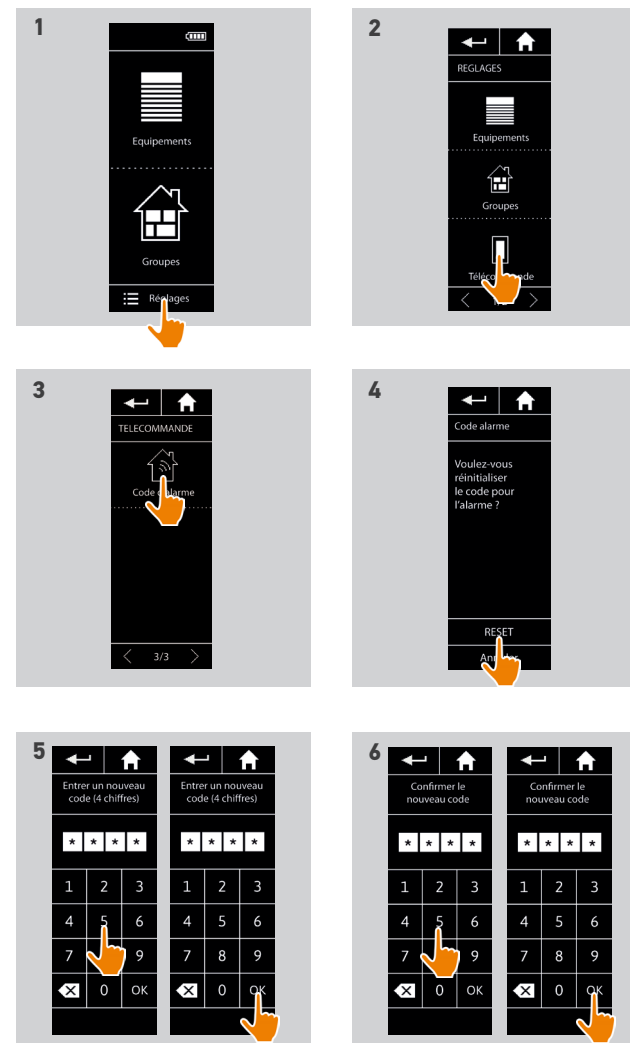 1
Equipements
Groupes
Réglages
2
REGLAGES
Equipements
Groupes
3
TELECOMMANDE
3/3
4
Code alarme
Voulez-vous
réinitialiser
le code pour
l'alarme ?
RESET
5
Entrer un nouveau
code (4 chiffres)
* * * *
1 2 3
4 5 6
7 9
0 OK
Entrer un nouveau
code (4 chiffres)
* * * *
1 2 3
4 5 6
7 8 9
0 OK
6
Confirmer le
nouveau code
* * * *
1 2 3
4 5 6
7 9
0 OK
Confirmer le
nouveau code
* * * *
1 2 3
4 5 6
7 8 9
0 OK